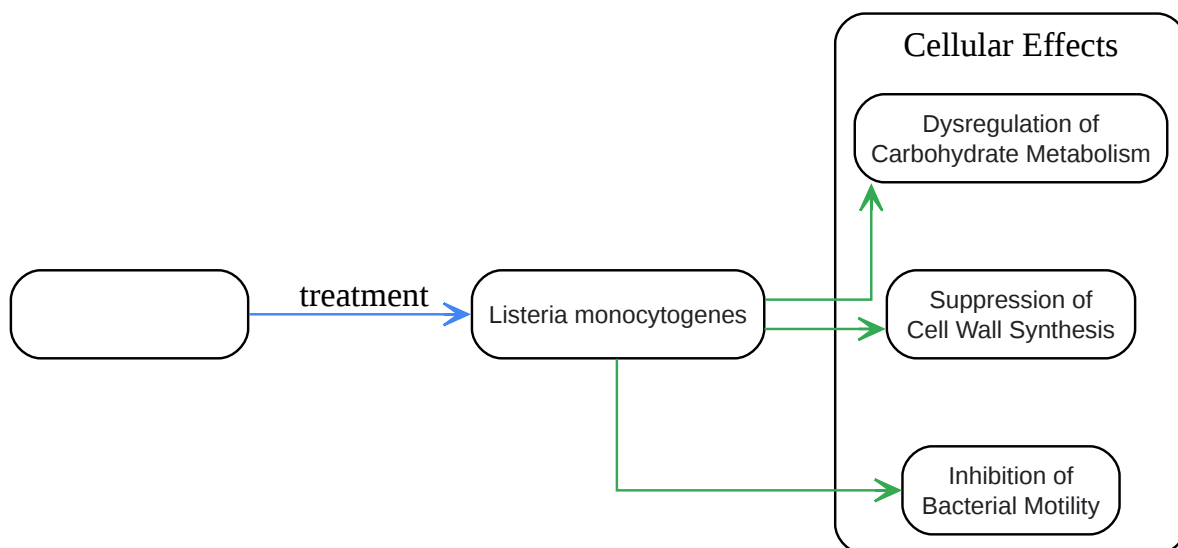 Cellular Effects
Dysregulation of
Carbohydrate Metabolism
treatment
Listeria monocytogenes
Suppression of
Cell Wall Synthesis
Inhibition of
Bacterial Motility